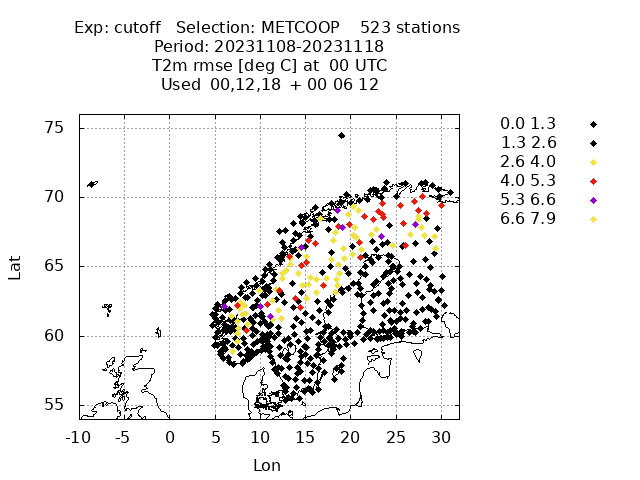 Exp: cutoff   Selection: METCOOP    523 stations
Period: 20231108-20231118
T2m rmse [deg C] at  00 UTC
Used  00,12,18  + 00 06 12
0.0 1.3
1.3 2.6
2.6 4.0
4.0 5.3
5.3 6.6
6.6 7.9
75
70
65
60
55
Lat
-10 -5 0 5 10 15 20 25 30
Lon